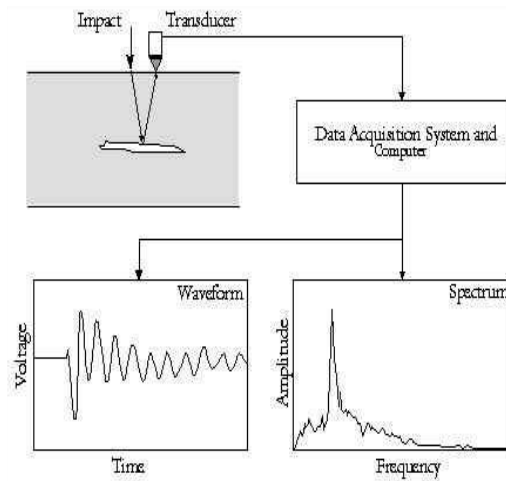 Impact
Transducer
Data Acquisition System and
Computer
Waveform
Voltage
Time
Spectrum
Amplitude
Frequency